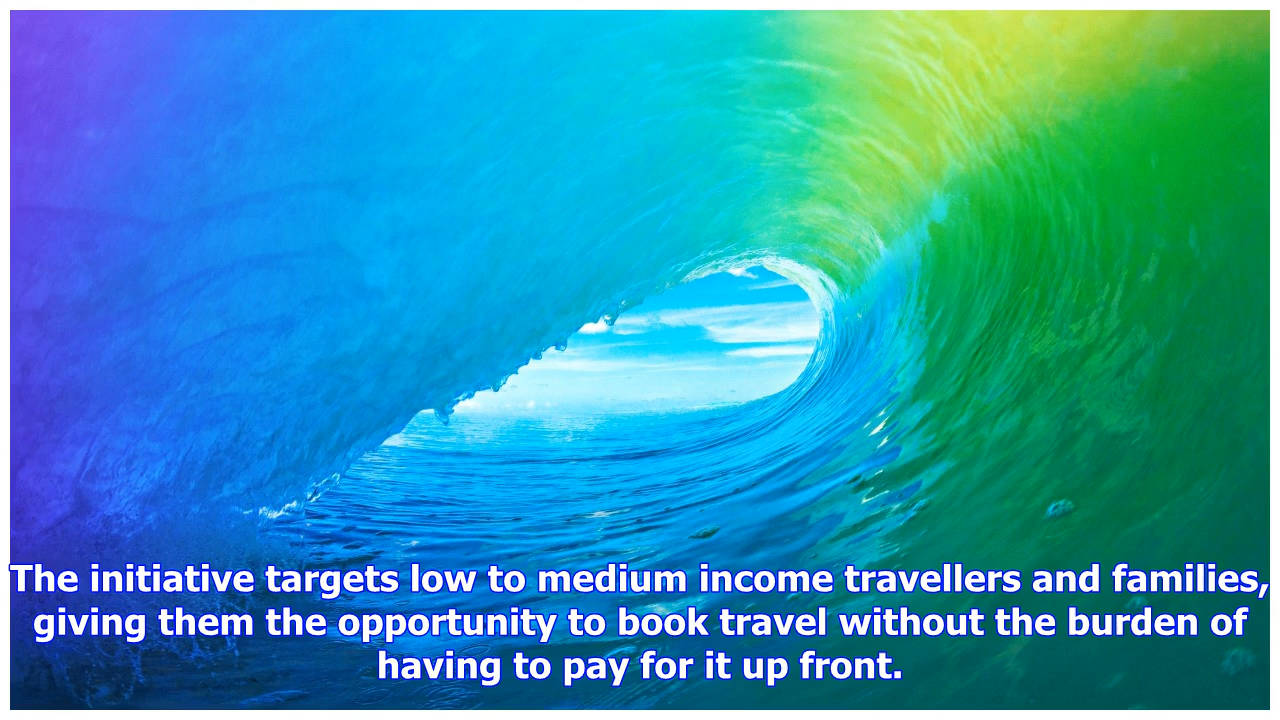 The initiative targets low to medium income travellers and families,
giving them the opportunity to book travel without the burden of
having to pay for it up front.